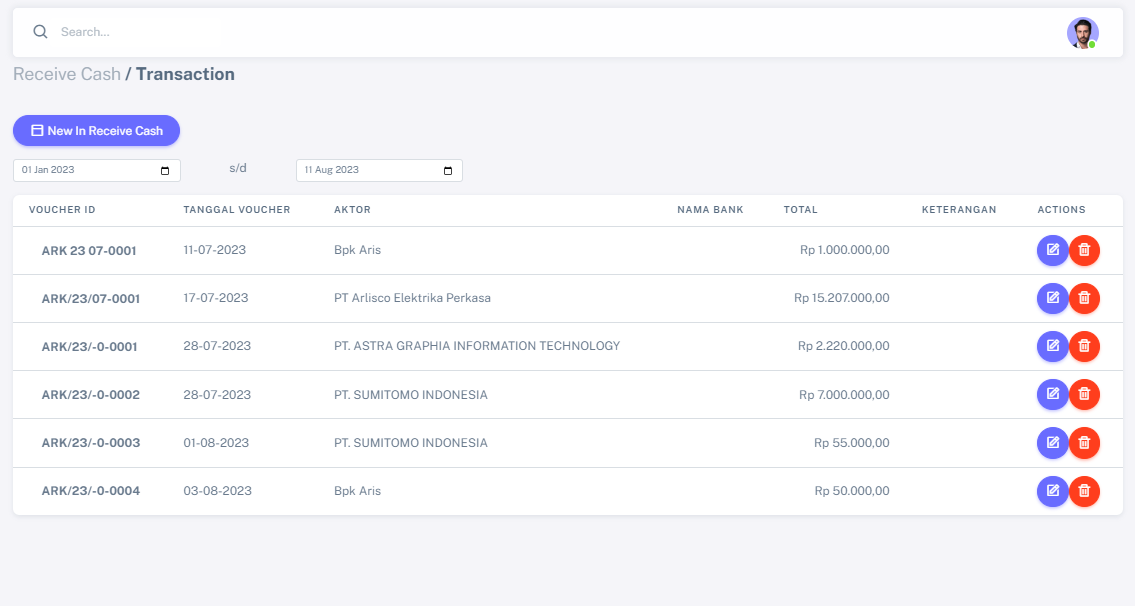 Search...
Receive Cash / Transaction
New In Receive Cash
01 Jan 2023 s/d 11 Aug 2023
VOUCHER ID TANGGAL VOUCHER AKTOR NAMA BANK TOTAL KETERANGAN ACTIONS
ARK 23 07-0001 11-07-2023 Bpk Aris Rp 1.000.000,00
ARK/23/07-0001 17-07-2023 PT Arlisco Elektrika Perkasa Rp 15.207.000,00
ARK/23/-0-0001 28-07-2023 PT. ASTRA GRAPHIA INFORMATION TECHNOLOGY Rp 2.220.000,00
ARK/23/-0-0002 28-07-2023 PT. SUMITOMO INDONESIA Rp 7.000.000,00
ARK/23/-0-0003 01-08-2023 PT. SUMITOMO INDONESIA Rp 55.000,00
ARK/23/-0-0004 03-08-2023 Bpk Aris Rp 50.000,00